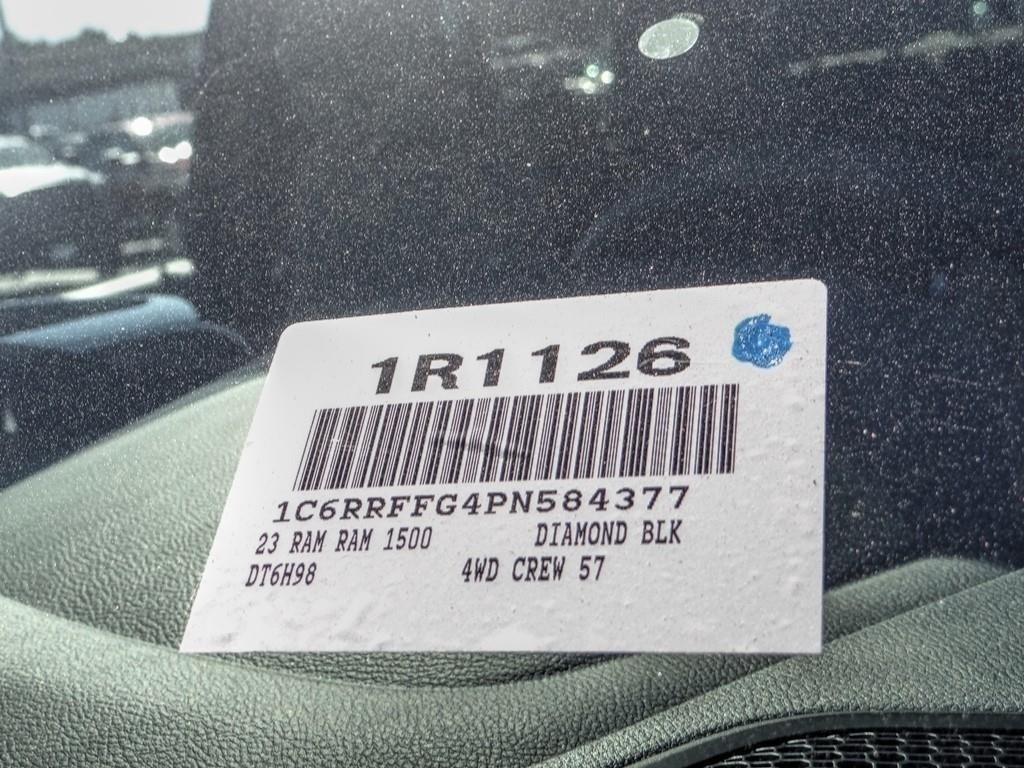 1R1126
1C6RRFFG4PN584377
23 RAM RAM 1500 DIAMOND BLK
DT6H98 4WD CREW 57